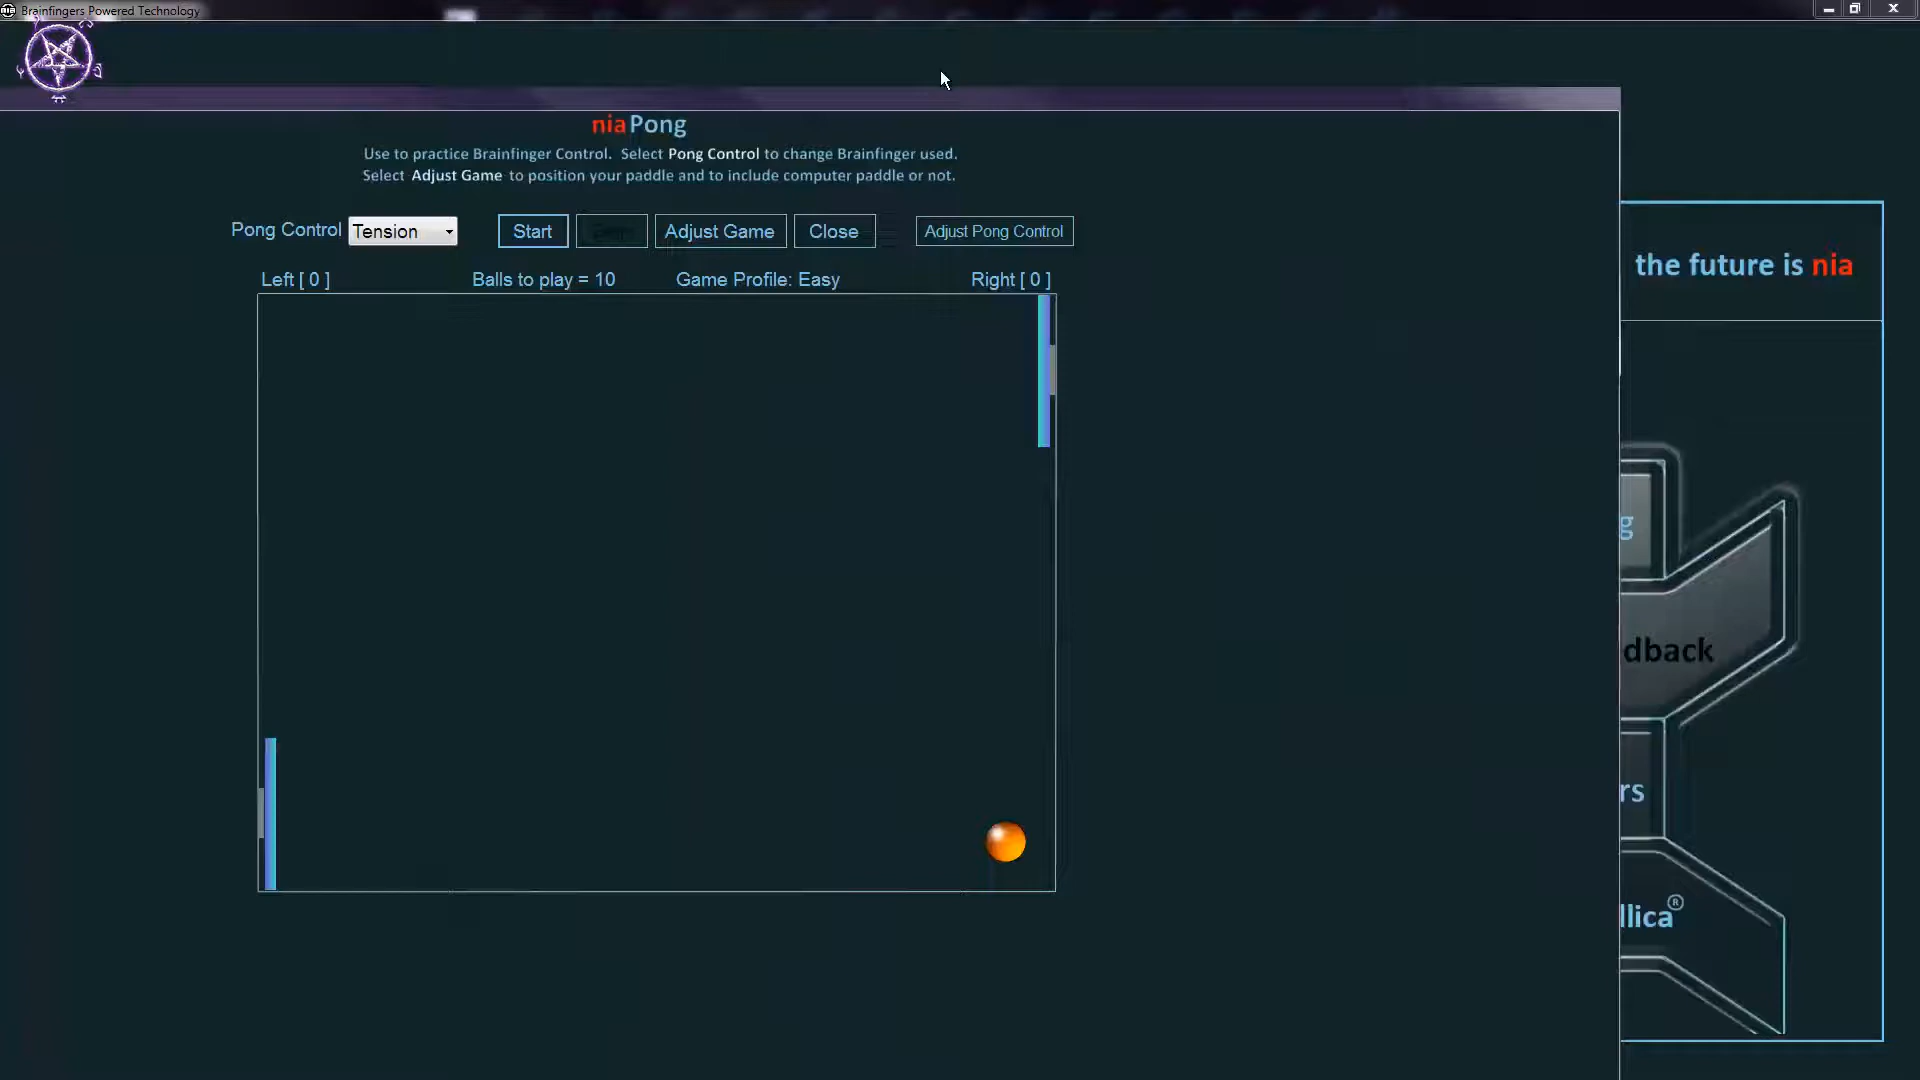 Brainfingers Powered Technology
nia Pong
Use to practice Brainfinger Control. Select Pong Control to change Brainfinger used.
Select Adjust Game to position your paddle and to include computer paddle or not.
Pong Control Tension Start Adjust Game Close Adjust Pong Control
Left [ 0 ] Balls to play = 10 Game Profile: Easy Right [ 0 ]
the future is nia
g
dback
rs
llica®